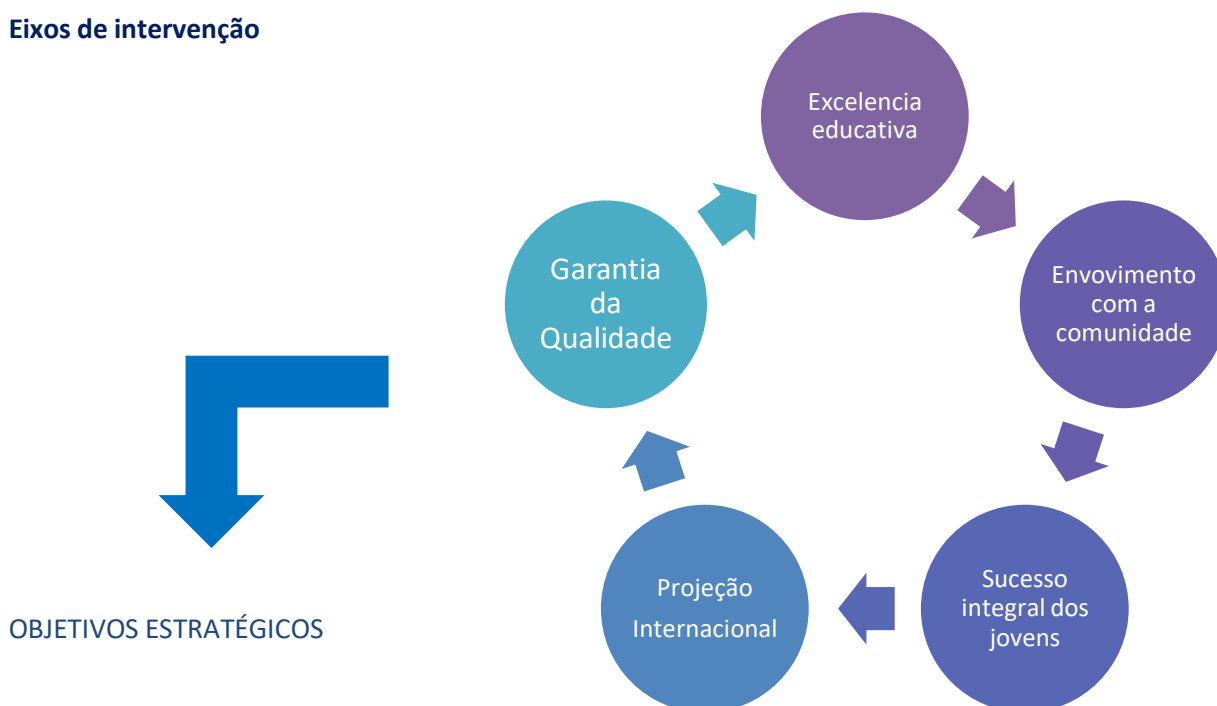 Eixos de intervenção
Excelencia
educativa
Envovimento
com a
comunidade
Sucesso
integral dos
jovens
Projeção
Internacional
Garantia
da
Qualidade
OBJETIVOS ESTRATÉGICOS